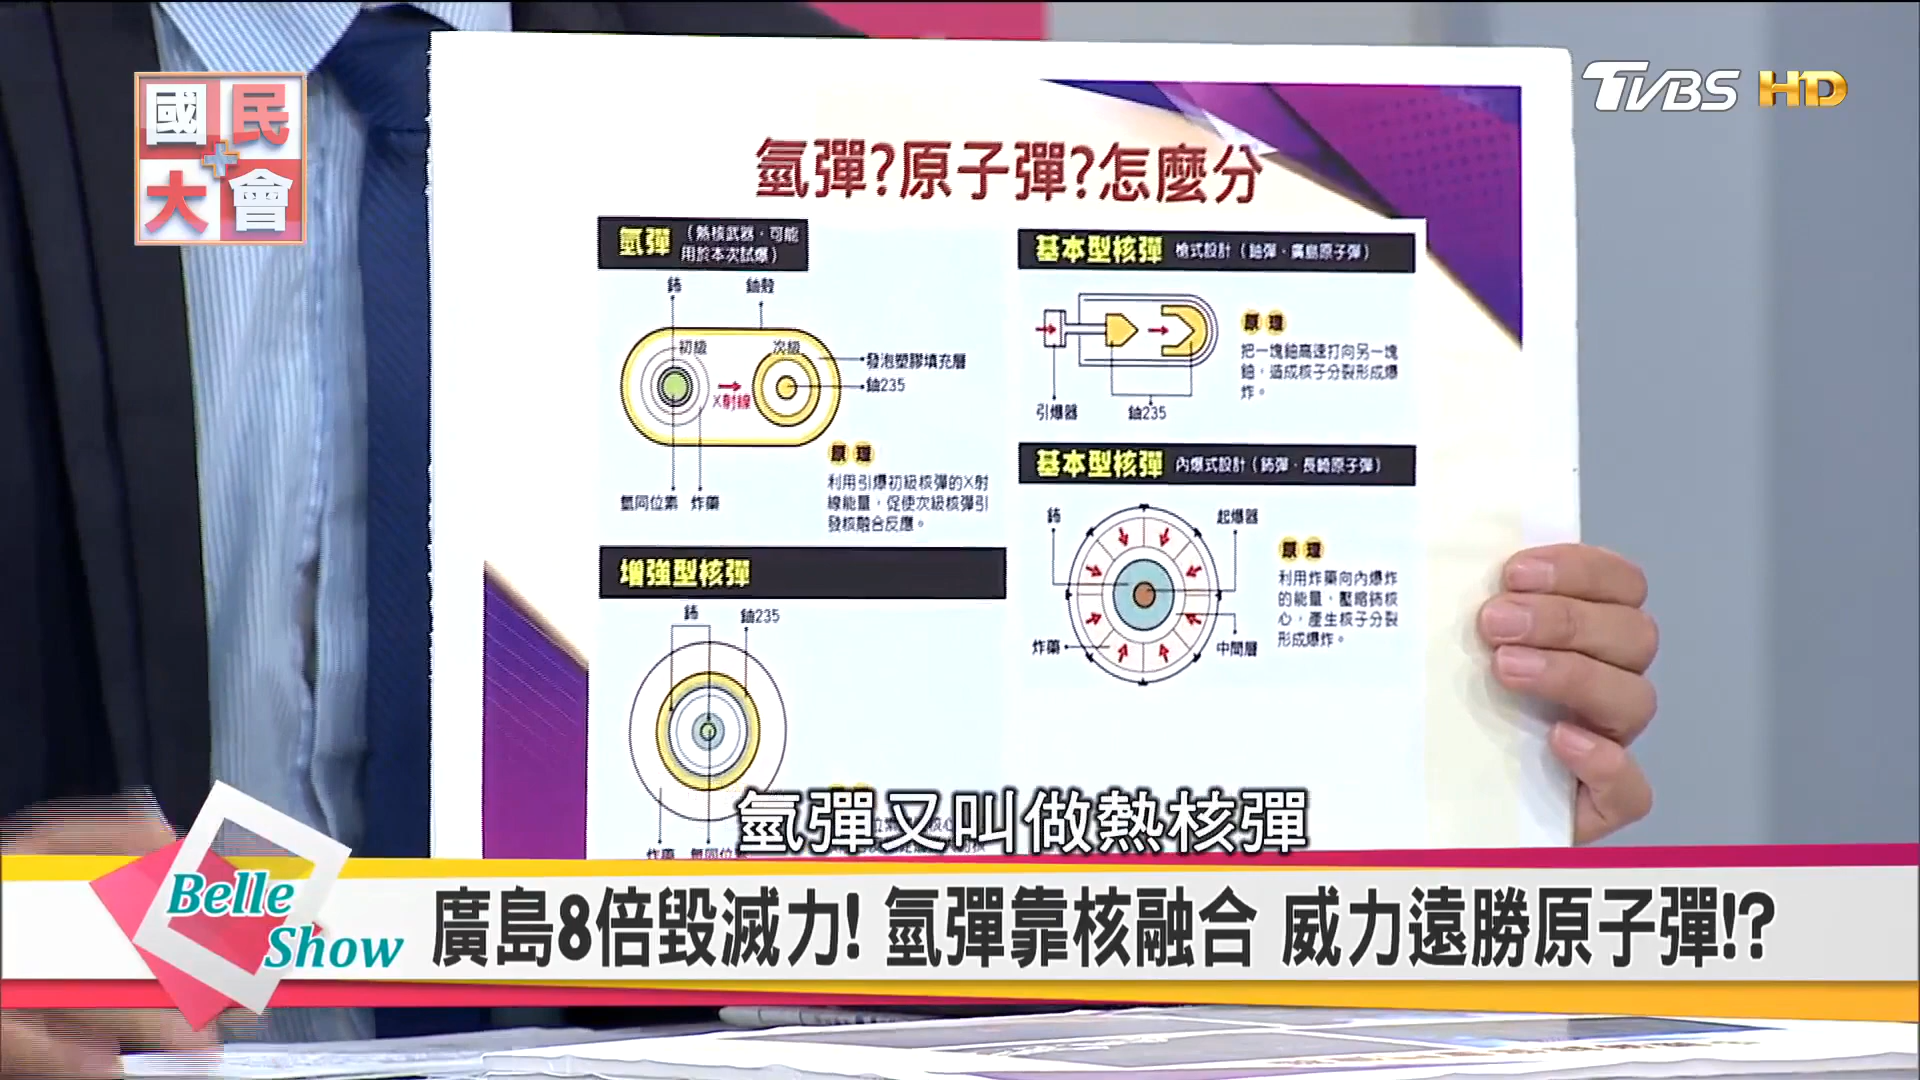 國民
大會
TVBS HD
氫彈?原子彈?怎麼分
氫彈
(熱核武器,可能
用於本次試爆)
鈽
鈾殼
初級
次級
X射線
發泡塑膠填充層
鈾235
氫同位素
炸藥
原理
利用引爆初級核彈的X射
線能量,促使次級核彈引
發核融合反應。
增強型核彈
鈽
鈾235
炸藥
氫同位素
基本型核彈 槍式設計(鈾彈,廣島原子彈)
引爆器
鈾235
原理
把一塊鈾高速打向另一塊
鈾,造成核子分裂形成爆
炸。
基本型核彈 內爆式設計(鈽彈,長崎原子彈)
鈽
起爆器
炸藥
中間層
原理
利用炸藥向內爆炸
的能量,壓縮鈽核
心,產生核子分裂
形成爆炸。
氫彈又叫做熱核彈
Belle
Show
廣島8倍毀滅力! 氫彈靠核融合 威力遠勝原子彈!?